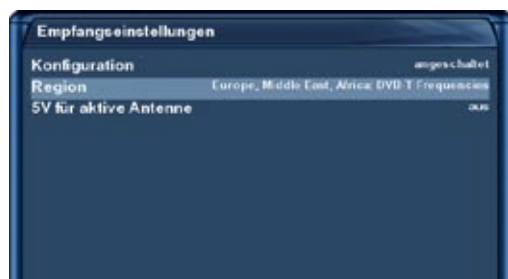 Empfangseinstellungen
Konfiguration angeschaltet
Region Europe, Middle East, Africa: DVB-T Frequencies
5V für aktive Antenne aus